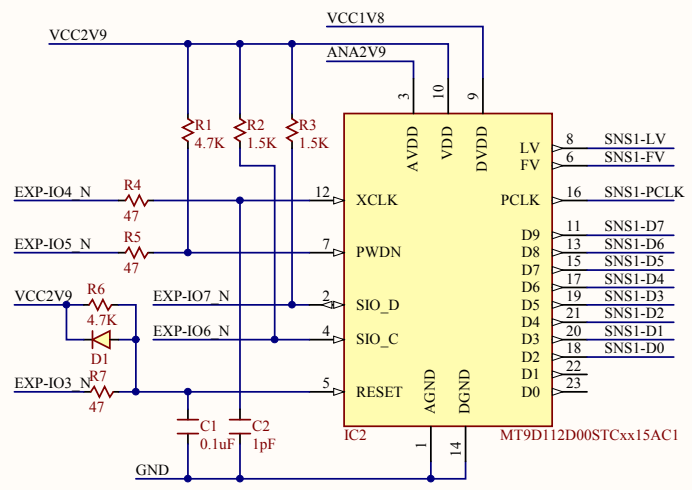 VCC1V8
VCC2V9
ANA2V9
3
10
9
R1
4.7K
R2
1.5K
R3
1.5K
AVDD
VDD
DVDD
LV 8 SNS1-LV
FV 6 SNS1-FV
EXP-IO4_N R4 47 12 XCLK
PCLK 16 SNS1-PCLK
EXP-IO5_N R5 47 7 PWDN
D9 11 SNS1-D7
D8 13 SNS1-D6
D7 15 SNS1-D5
D6 17 SNS1-D4
VCC2V9 R6 4.7K
EXP-IO7_N 2 SIO_D
D5 19 SNS1-D3
D4 21 SNS1-D2
EXP-IO6_N 4 SIO_C
D3 20 SNS1-D1
D2 18 SNS1-D0
D1
D1 22
D0 23
EXP-IO3_N R7 47 5 RESET
AGND
DGND
C1
0.1uF
C2
1pF
IC2
MT9D112D00STCxx15AC1
1
14
GND